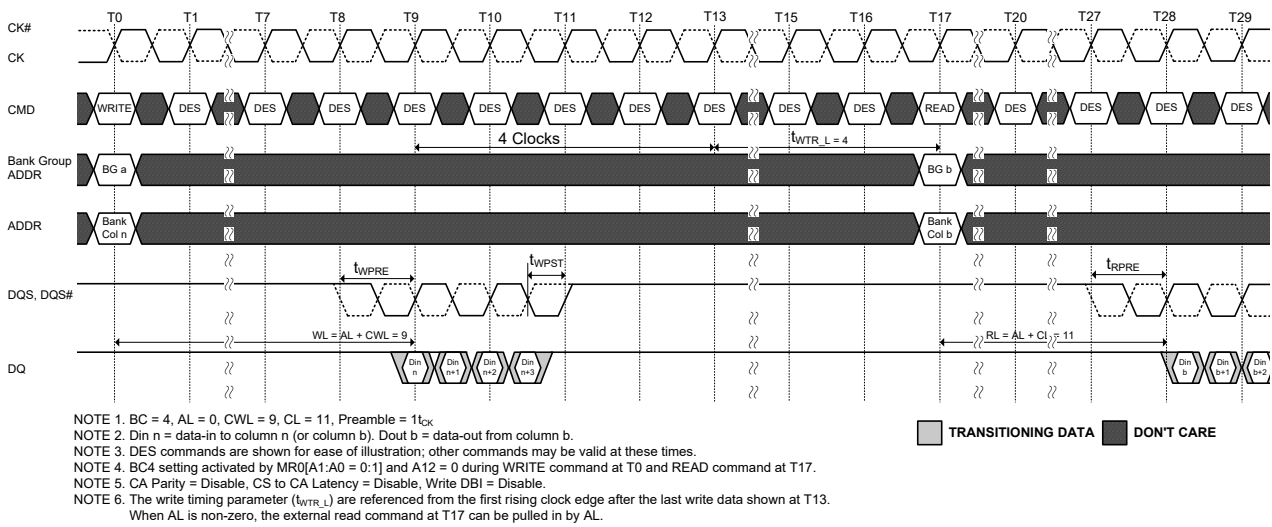 T0 T1 T7 T8 T9 T10 T11 T12 T13 T15 T16 T17 T20 T27 T28 T29
CK#
CK
CMD WRITE DES DES DES DES DES DES DES DES DES DES READ DES DES DES DES
4 Clocks tWTR_L = 4
Bank Group
ADDR
BG a BG b
ADDR
Bank
Col n
Bank
Col b
tWPRE tWPST tRPRE
DQS, DQS#
WL = AL + CWL = 9 RL = AL + CL = 11
DQ
Din
n
Din
n+1
Din
n+2
Din
n+3
Din
b
Din
b+1
Din
b+2
NOTE 1. BC = 4, AL = 0, CWL = 9, CL = 11, Preamble = 1tCK
NOTE 2. Din n = data-in to column n (or column b). Dout b = data-out from column b.
NOTE 3. DES commands are shown for ease of illustration; other commands may be valid at these times.
NOTE 4. BC4 setting activated by MR0[A1:A0 = 0:1] and A12 = 0 during WRITE command at T0 and READ command at T17.
NOTE 5. CA Parity = Disable, CS to CA Latency = Disable, Write DBI = Disable.
NOTE 6. The write timing parameter (tWTR_L) are referenced from the first rising clock edge after the last write data shown at T13.
When AL is non-zero, the external read command at T17 can be pulled in by AL.
TRANSITIONING DATA DON'T CARE